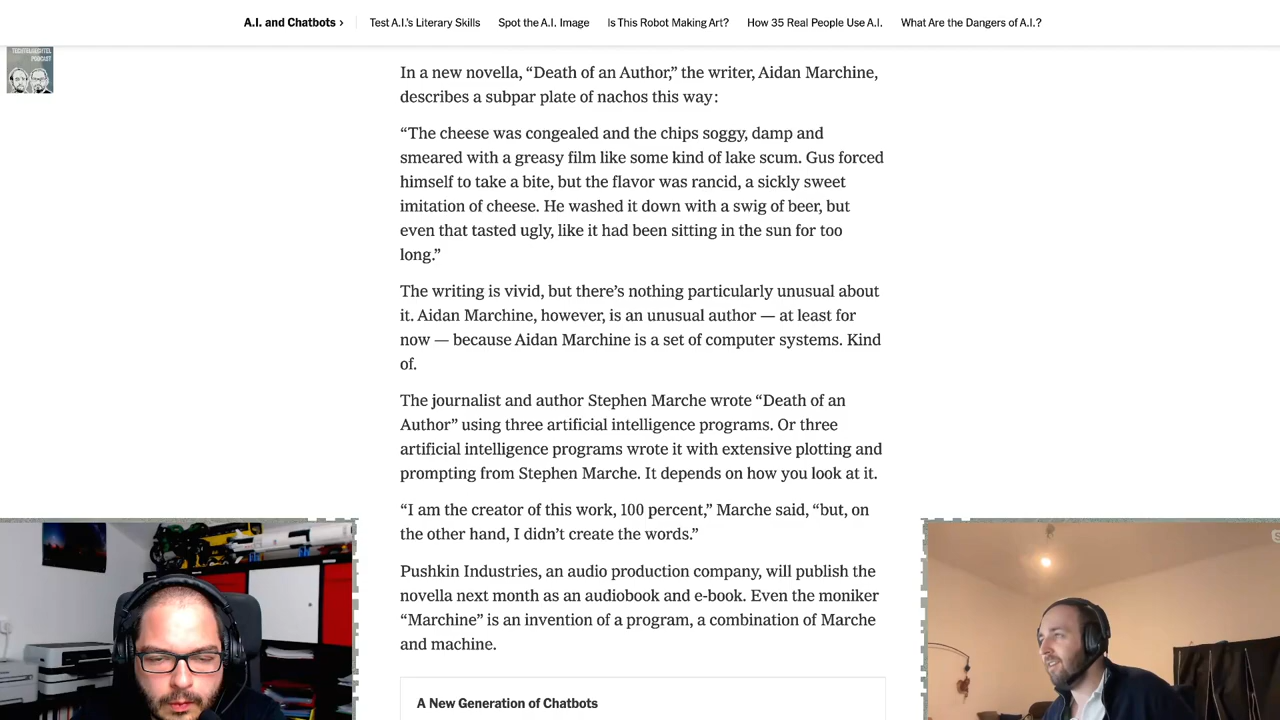 A.I. and Chatbots ›
Test A.I.’s Literary Skills
Spot the A.I. Image
Is This Robot Making Art?
How 35 Real People Use A.I.
What Are the Dangers of A.I.?
PODCAST
In a new novella, “Death of an Author,” the writer, Aidan Marchine,
describes a subpar plate of nachos this way:
“The cheese was congealed and the chips soggy, damp and
smeared with a greasy film like some kind of lake scum. Gus forced
himself to take a bite, but the flavor was rancid, a sickly sweet
imitation of cheese. He washed it down with a swig of beer, but
even that tasted ugly, like it had been sitting in the sun for too
long.”
The writing is vivid, but there’s nothing particularly unusual about
it. Aidan Marchine, however, is an unusual author — at least for
now — because Aidan Marchine is a set of computer systems. Kind
of.
The journalist and author Stephen Marche wrote “Death of an
Author” using three artificial intelligence programs. Or three
artificial intelligence programs wrote it with extensive plotting and
prompting from Stephen Marche. It depends on how you look at it.
“I am the creator of this work, 100 percent,” Marche said, “but, on
the other hand, I didn’t create the words.”
Pushkin Industries, an audio production company, will publish the
novella next month as an audiobook and e-book. Even the moniker
“Marchine” is an invention of a program, a combination of Marche
and machine.
A New Generation of Chatbots